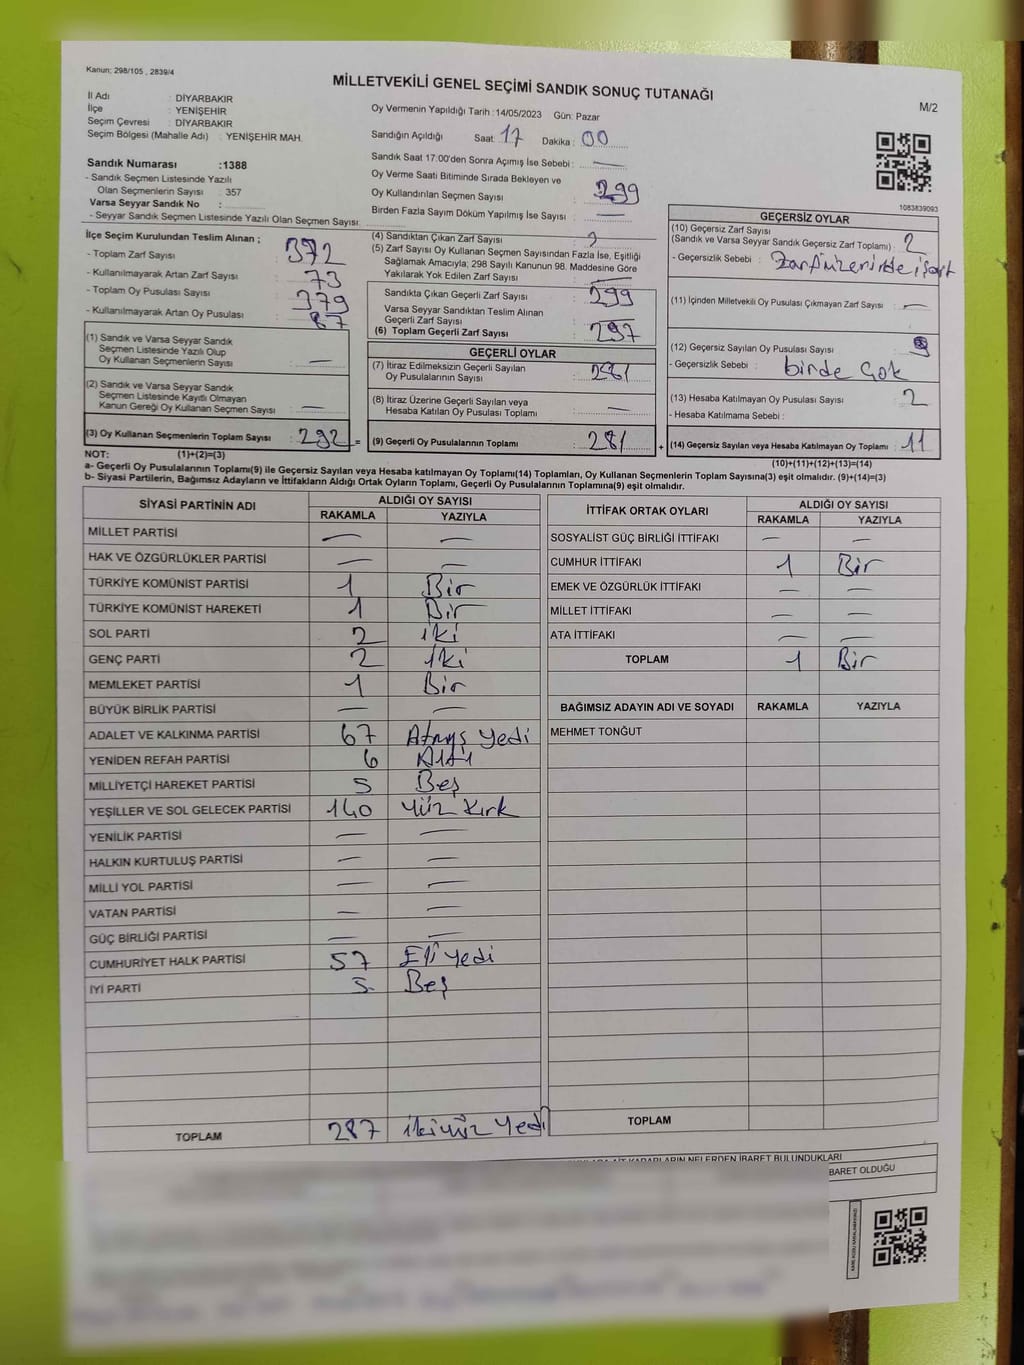 Kanun: 298/105 , 2839/4
MİLLETVEKİLİ GENEL SEÇİMİ SANDIK SONUÇ TUTANAĞI
M/2
İl Adı : DİYARBAKIR
İlçe : YENİŞEHİR
Seçim Çevresi : DİYARBAKIR
Seçim Bölgesi (Mahalle Adı) : YENİŞEHİR MAH.
Sandık Numarası :1388
- Sandık Seçmen Listesinde Yazılı
Olan Seçmenlerin Sayısı : 357
Varsa Seyyar Sandık No :
- Seyyar Sandık Seçmen Listesinde Yazılı Olan Seçmen Sayısı:
Oy Vermenin Yapıldığı Tarih :14/05/2023 Gün: Pazar
Sandığın Açıldığı Saat : 17 Dakika : 00
Sandık Saat 17:00'den Sonra Açımış İse Sebebi : —
Oy Verme Saati Bitiminde Sırada Bekleyen ve
Oy Kullandırılan Seçmen Sayısı : 299
Birden Fazla Sayım Döküm Yapılmış İse Sayısı : —
1083839093
İlçe Seçim Kurulundan Teslim Alınan ;
- Toplam Zarf Sayısı : 372
- Kullanılmayarak Artan Zarf Sayısı : 73
- Toplam Oy Pusulası Sayısı : 379
- Kullanılmayarak Artan Oy Pusulası : 87
(1) Sandık ve Varsa Seyyar Sandık
Seçmen Listesinde Yazılı Olup
Oy Kullanan Seçmenlerin Sayısı : —
(2) Sandık ve Varsa Seyyar Sandık
Seçmen Listesinde Kayıtlı Olmayan
Kanun Gereği Oy Kullanan Seçmen Sayısı : —
(3) Oy Kullanan Seçmenlerin Toplam Sayısı : 292 =
(4) Sandıktan Çıkan Zarf Sayısı :
(5) Zarf Sayısı Oy Kullanan Seçmen Sayısından Fazla İse, Eşitliği
Sağlamak Amacıyla, 298 Sayılı Kanunun 98. Maddesine Göre
Yakılarak Yok Edilen Zarf Sayısı : —
Sandıkta Çıkan Geçerli Zarf Sayısı : 299
Varsa Seyyar Sandıktan Teslim Alınan
Geçerli Zarf Sayısı : —
(6) Toplam Geçerli Zarf Sayısı : 297
GEÇERLİ OYLAR
(7) İtiraz Edilmeksizin Geçerli Sayılan
Oy Pusulalarının Sayısı : 281
(8) İtiraz Üzerine Geçerli Sayılan veya
Hesaba Katılan Oy Pusulası Toplamı : —
(9) Geçerli Oy Pusulalarının Toplamı : 281 +
GEÇERSİZ OYLAR
(10) Geçersiz Zarf Sayısı
(Sandık ve Varsa Seyyar Sandık Geçersiz Zarf Toplamı) : 2
- Geçersizlik Sebebi : Zarfın üzerinde işart
(11) İçinden Milletvekili Oy Pusulası Çıkmayan Zarf Sayısı : —
(12) Geçersiz Sayılan Oy Pusulası Sayısı :
- Geçersizlik Sebebi : birde çok
(13) Hesaba Katılmayan Oy Pusulası Sayısı : 2
- Hesaba Katılmama Sebebi :
(14) Geçersiz Sayılan veya Hesaba Katılmayan Oy Toplamı : 11
NOT: (1)+(2)=(3)
(10)+(11)+(12)+(13)=(14)
a- Geçerli Oy Pusulalarının Toplamı(9) ile Geçersiz Sayılan veya Hesaba katılmayan Oy Toplamı(14) Toplamları, Oy Kullanan Seçmenlerin Toplam Sayısına(3) eşit olmalıdır. (9)+(14)=(3)
b- Siyasi Partilerin, Bağımsız Adayların ve İttifakların Aldığı Ortak Oyların Toplamı, Geçerli Oy Pusulalarının Toplamına(9) eşit olmalıdır.
SİYASİ PARTİNİN ADI ALDIĞI OY SAYISI
RAKAMLA YAZIYLA
MİLLET PARTİSİ — —
HAK VE ÖZGÜRLÜKLER PARTİSİ — —
TÜRKİYE KOMÜNİST PARTİSİ 1 Bir
TÜRKİYE KOMÜNİST HAREKETİ 1 Bir
SOL PARTİ 2 iki
GENÇ PARTİ 2 iki
MEMLEKET PARTİSİ 1 Bir
BÜYÜK BİRLİK PARTİSİ — —
ADALET VE KALKINMA PARTİSİ 67 Atmış Yedi
YENİDEN REFAH PARTİSİ 6 Altı
MİLLİYETÇİ HAREKET PARTİSİ 5 Beş
YEŞİLLER VE SOL GELECEK PARTİSİ 140 Yüz Kırk
YENİLİK PARTİSİ — —
HALKIN KURTULUŞ PARTİSİ — —
MİLLİ YOL PARTİSİ — —
VATAN PARTİSİ — —
GÜÇ BİRLİĞİ PARTİSİ — —
CUMHURİYET HALK PARTİSİ 57 Elli Yedi
İYİ PARTİ 5 Beş
TOPLAM 287 ikiyüz Yedi
İTTİFAK ORTAK OYLARI ALDIĞI OY SAYISI
RAKAMLA YAZIYLA
SOSYALİST GÜÇ BİRLİĞİ İTTİFAKI — —
CUMHUR İTTİFAKI 1 Bir
EMEK VE ÖZGÜRLÜK İTTİFAKI — —
MİLLET İTTİFAKI — —
ATA İTTİFAKI — —
TOPLAM 1 Bir
BAĞIMSIZ ADAYIN ADI VE SOYADI RAKAMLA YAZIYLA
MEHMET TONĞUT
TOPLAM
KARARLARIN NELERDEN İBARET BULUNDUKLARI
BARET OLDUĞU